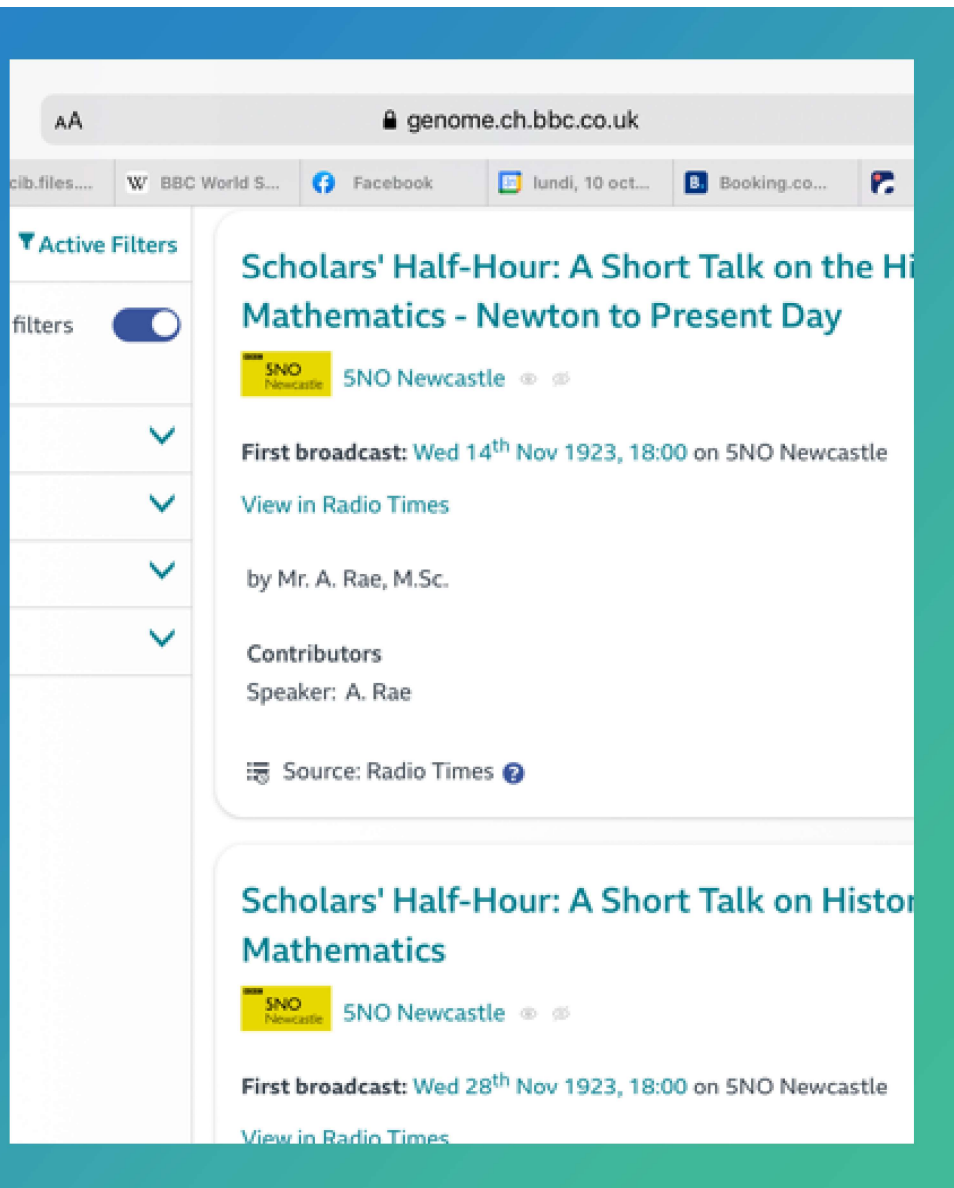 AA
genome.ch.bbc.co.uk
cib.files....
W BBC World S...
Facebook
lundi, 10 oct...
B. Booking.co...
Active Filters
filters
Scholars' Half-Hour: A Short Talk on the Hi
Mathematics - Newton to Present Day
5NO
Newcastle
5NO Newcastle
First broadcast: Wed 14th Nov 1923, 18:00 on 5NO Newcastle
View in Radio Times
by Mr. A. Rae, M.Sc.
Contributors
Speaker: A. Rae
Source: Radio Times ?
Scholars' Half-Hour: A Short Talk on Histor
Mathematics
5NO
Newcastle
5NO Newcastle
First broadcast: Wed 28th Nov 1923, 18:00 on 5NO Newcastle
View in Radio Times